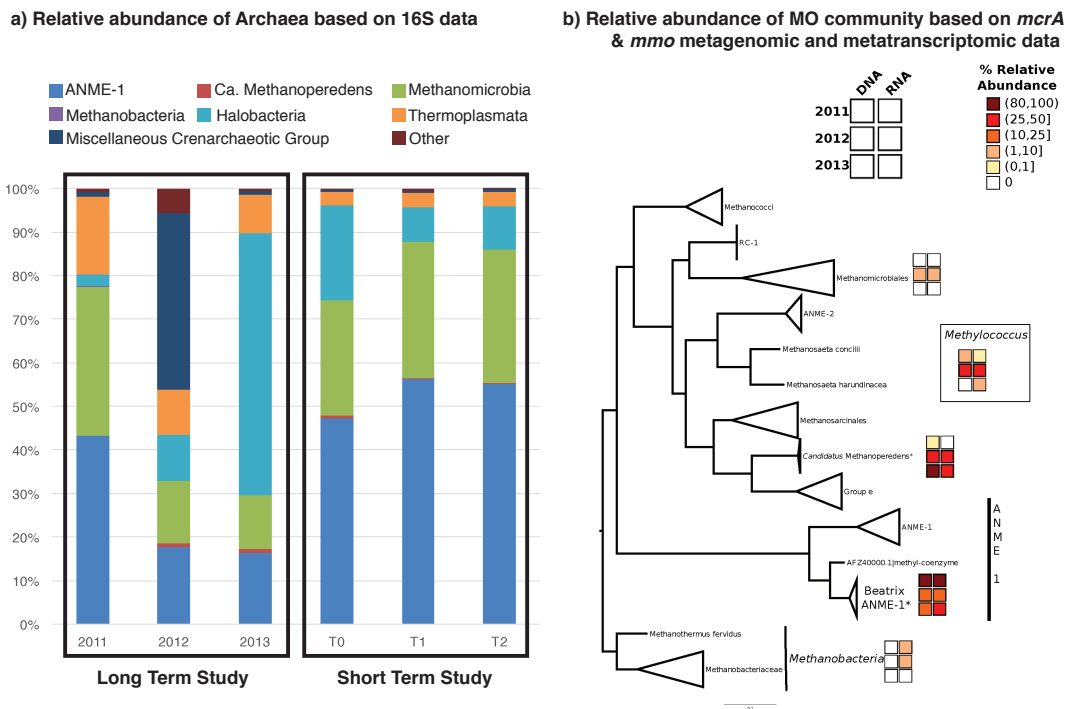 a) Relative abundance of Archaea based on 16S data
ANME-1
Ca. Methanoperedens
Methanomicrobia
Methanobacteria
Halobacteria
Thermoplasmata
Miscellaneous Crenarchaeotic Group
Other
100%
90%
80%
70%
60%
50%
40%
30%
20%
10%
0%
2011
2012
2013
T0
T1
T2
Long Term Study
Short Term Study
b) Relative abundance of MO community based on mcrA
& mmo metagenomic and metatranscriptomic data
DNA
RNA
2011
2012
2013
% Relative
Abundance
(80,100)
(25,50]
(10,25]
(1,10]
(0,1]
0
Methanococci
RC-1
Methanomicrobiales
ANME-2
Methylococcus
Methanosaeta concilii
Methanosaeta harundinacea
Methanosarcinales
Candidatus Methanoperedens*
Group e
ANME-1
AFZ40000.1|methyl-coenzyme
Beatrix
ANME-1*
A
N
M
E
1
Methanothermus fervidus
Methanobacteriaceae
Methanobacteria